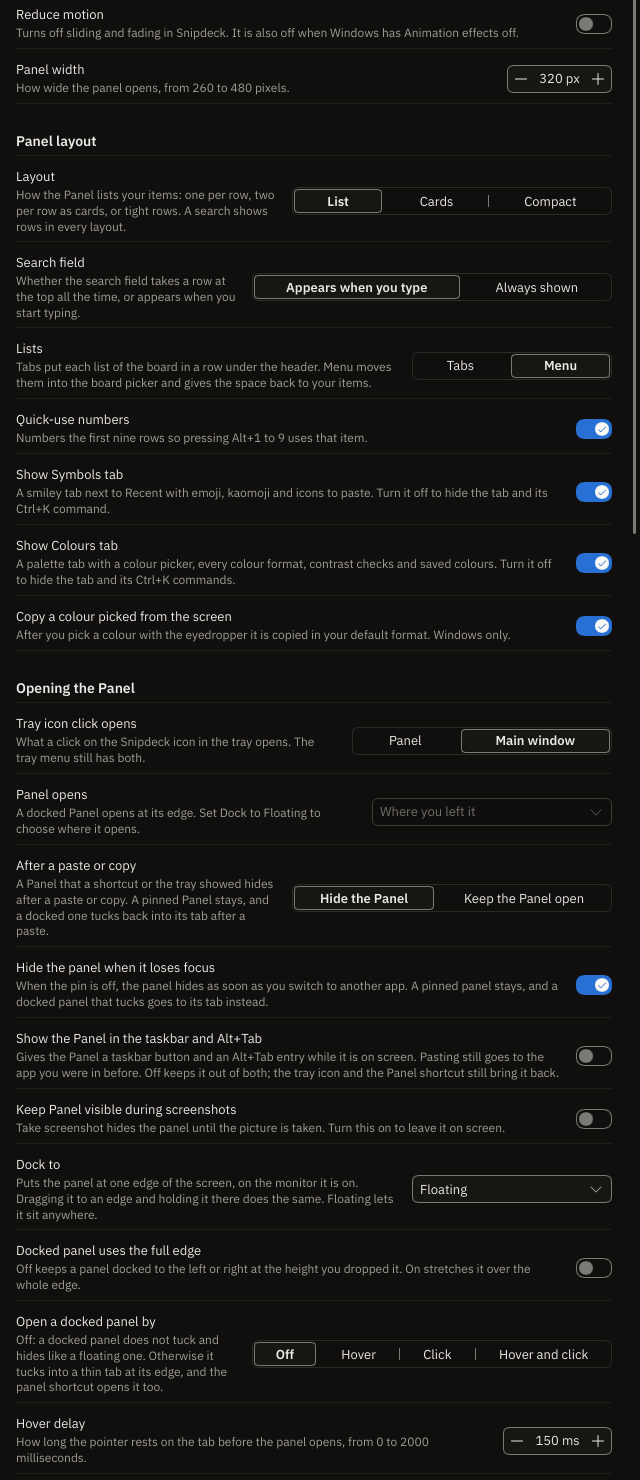 Reduce motion
Turns off sliding and fading in Snipdeck. It is also off when Windows has Animation effects off.
Panel width
How wide the panel opens, from 260 to 480 pixels.
320 px
Panel layout
Layout
How the Panel lists your items: one per row, two
per row as cards, or tight rows. A search shows
rows in every layout.
List Cards Compact
Search field
Whether the search field takes a row at
the top all the time, or appears when you
start typing.
Appears when you type Always shown
Lists
Tabs put each list of the board in a row under the header. Menu moves
them into the board picker and gives the space back to your items.
Tabs Menu
Quick-use numbers
Numbers the first nine rows so pressing Alt+1 to 9 uses that item.
Show Symbols tab
A smiley tab next to Recent with emoji, kaomoji and icons to paste. Turn it off to hide the tab and its
Ctrl+K command.
Show Colours tab
A palette tab with a colour picker, every colour format, contrast checks and saved colours. Turn it off
to hide the tab and its Ctrl+K commands.
Copy a colour picked from the screen
After you pick a colour with the eyedropper it is copied in your default format. Windows only.
Opening the Panel
Tray icon click opens
What a click on the Snipdeck icon in the tray opens. The
tray menu still has both.
Panel Main window
Panel opens
A docked Panel opens at its edge. Set Dock to Floating to
choose where it opens.
Where you left it
After a paste or copy
A Panel that a shortcut or the tray showed hides
after a paste or copy. A pinned Panel stays, and
a docked one tucks back into its tab after a
paste.
Hide the Panel Keep the Panel open
Hide the panel when it loses focus
When the pin is off, the panel hides as soon as you switch to another app. A pinned panel stays, and a
docked panel that tucks goes to its tab instead.
Show the Panel in the taskbar and Alt+Tab
Gives the Panel a taskbar button and an Alt+Tab entry while it is on screen. Pasting still goes to the
app you were in before. Off keeps it out of both; the tray icon and the Panel shortcut still bring it back.
Keep Panel visible during screenshots
Take screenshot hides the panel until the picture is taken. Turn this on to leave it on screen.
Dock to
Puts the panel at one edge of the screen, on the monitor it is on.
Dragging it to an edge and holding it there does the same. Floating lets
it sit anywhere.
Floating
Docked panel uses the full edge
Off keeps a panel docked to the left or right at the height you dropped it. On stretches it over the
whole edge.
Open a docked panel by
Off: a docked panel does not tuck and
hides like a floating one. Otherwise it
tucks into a thin tab at its edge, and the
panel shortcut opens it too.
Off Hover Click Hover and click
Hover delay
How long the pointer rests on the tab before the panel opens, from 0 to 2000
milliseconds.
150 ms